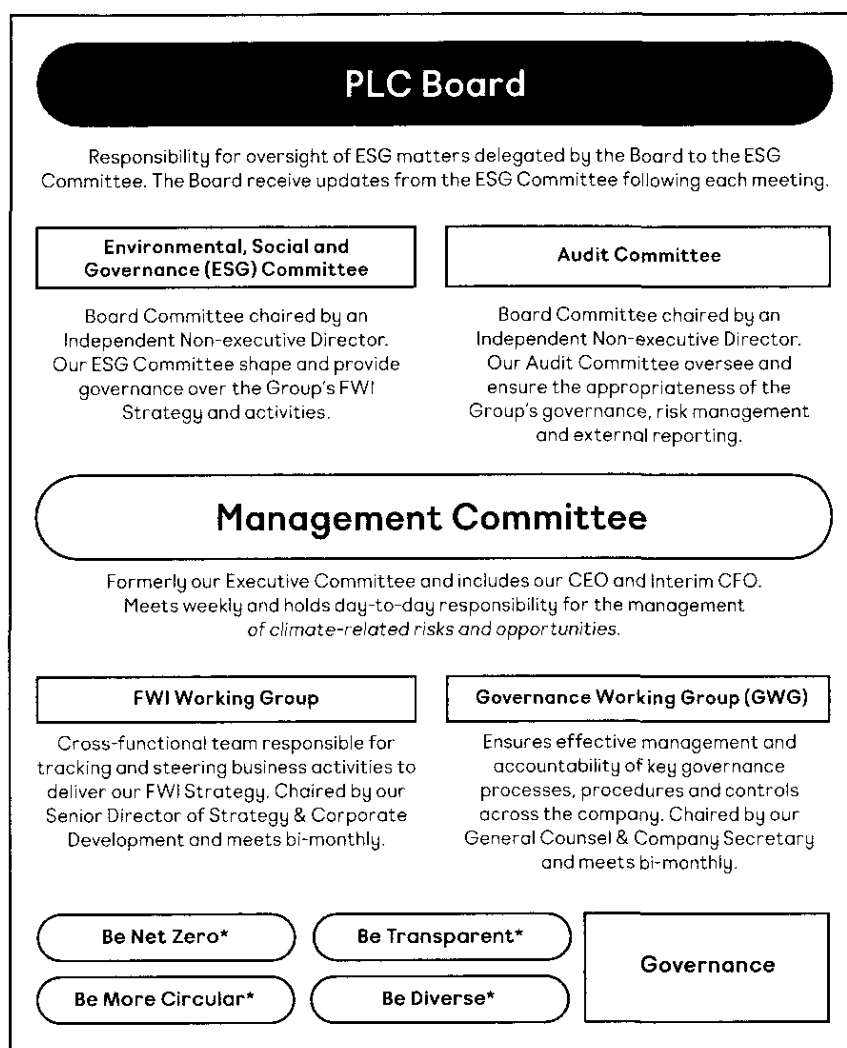 PLC Board
Responsibility for oversight of ESG matters delegated by the Board to the ESG
Committee. The Board receive updates from the ESG Committee following each meeting.
Environmental, Social and
Governance (ESG) Committee
Board Committee chaired by an
Independent Non-executive Director.
Our ESG Committee shape and provide
governance over the Group's FWI
Strategy and activities.
Audit Committee
Board Committee chaired by an
Independent Non-executive Director.
Our Audit Committee oversee and
ensure the appropriateness of the
Group's governance, risk management
and external reporting.
Management Committee
Formerly our Executive Committee and includes our CEO and Interim CFO.
Meets weekly and holds day-to-day responsibility for the management
of climate-related risks and opportunities.
FWI Working Group
Cross-functional team responsible for
tracking and steering business activities to
deliver our FWI Strategy. Chaired by our
Senior Director of Strategy & Corporate
Development and meets bi-monthly.
Governance Working Group (GWG)
Ensures effective management and
accountability of key governance
processes, procedures and controls
across the company. Chaired by our
General Counsel & Company Secretary
and meets bi-monthly.
Be Net Zero*
Be Transparent*
Be More Circular*
Be Diverse*
Governance